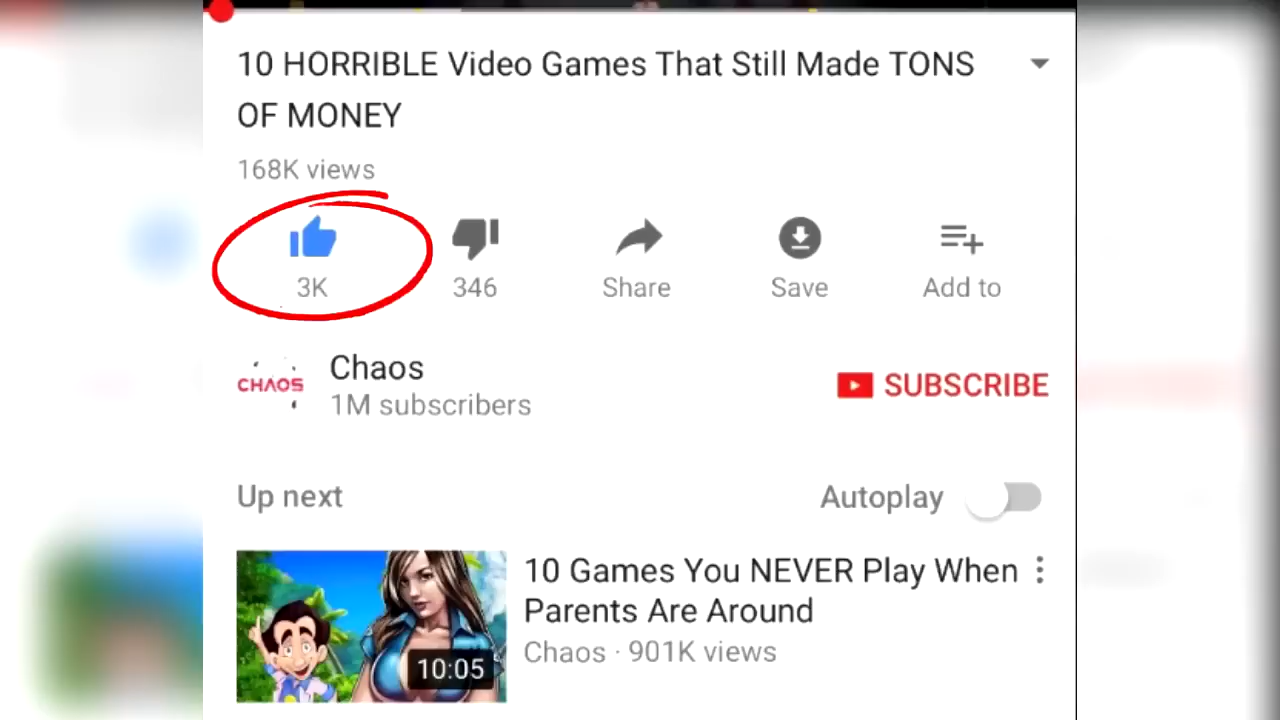 10 HORRIBLE Video Games That Still Made TONS
OF MONEY
168K views
3K
346
Share
Save
Add to
CHAOS
Chaos
1M subscribers
SUBSCRIBE
Up next
Autoplay
10:05
10 Games You NEVER Play When
Parents Are Around
Chaos · 901K views